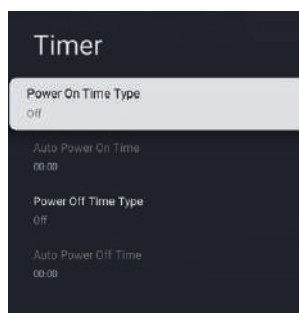 Timer
Power On Time Type
Off
Auto Power On Time
00:00
Power Off Time Type
Off
Auto Power Off Time
00:00